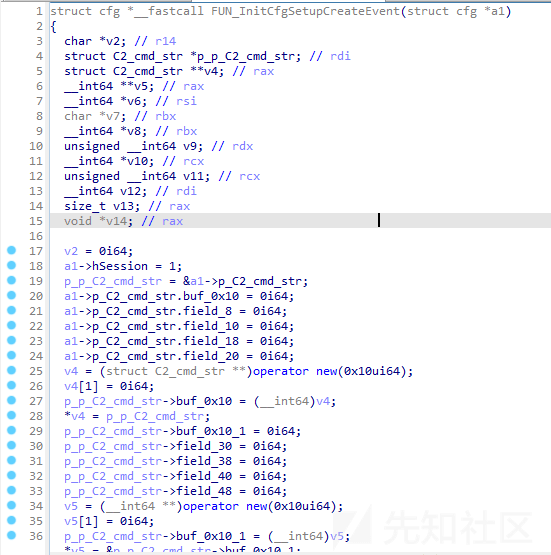 1 struct cfg *__fastcall FUN_InitCfgSetupCreateEvent(struct cfg *a1)
2 {
3 char *v2; // r14
4 struct C2_cmd_str *p_p_C2_cmd_str; // rdi
5 struct C2_cmd_str **v4; // rax
6 __int64 **v5; // rax
7 __int64 *v6; // rsi
8 char *v7; // rbx
9 __int64 *v8; // rbx
10 unsigned __int64 v9; // rdx
11 __int64 *v10; // rcx
12 unsigned __int64 v11; // rcx
13 __int64 v12; // rdi
14 size_t v13; // rax
15 void *v14; // rax
16
17 v2 = 0i64;
18 a1->hSession = 1;
19 p_p_C2_cmd_str = &a1->p_C2_cmd_str;
20 a1->p_C2_cmd_str.buf_0x10 = 0i64;
21 a1->p_C2_cmd_str.field_8 = 0i64;
22 a1->p_C2_cmd_str.field_10 = 0i64;
23 a1->p_C2_cmd_str.field_18 = 0i64;
24 a1->p_C2_cmd_str.field_20 = 0i64;
25 v4 = (struct C2_cmd_str **)operator new(0x10ui64);
26 v4[1] = 0i64;
27 p_p_C2_cmd_str->buf_0x10 = (__int64)v4;
28 *v4 = p_p_C2_cmd_str;
29 p_p_C2_cmd_str->buf_0x10_1 = 0i64;
30 p_p_C2_cmd_str->field_30 = 0i64;
31 p_p_C2_cmd_str->field_38 = 0i64;
32 p_p_C2_cmd_str->field_40 = 0i64;
33 p_p_C2_cmd_str->field_48 = 0i64;
34 v5 = (__int64 **)operator new(0x10ui64);
35 v5[1] = 0i64;
36 p_p_C2_cmd_str->buf_0x10_1 = (__int64)v5;
*v5 = &p_p_C2_cmd_str->buf_0x10_1;
先知社区